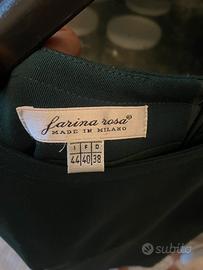 farina rosa®
MADE IN MILANO
I F D
44 40 38
subito